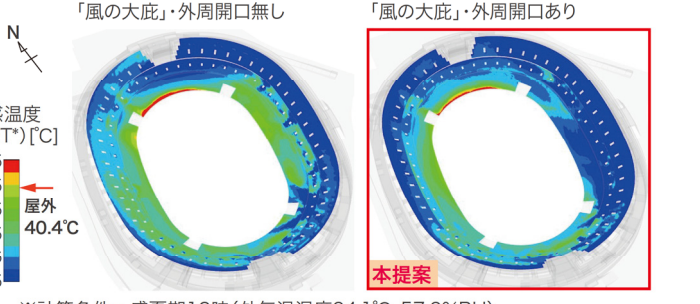 「風の大庇」・外周開口無し
「風の大庇」・外周開口あり
N
温度
T*)[℃]
屋外
40.4℃
本提案